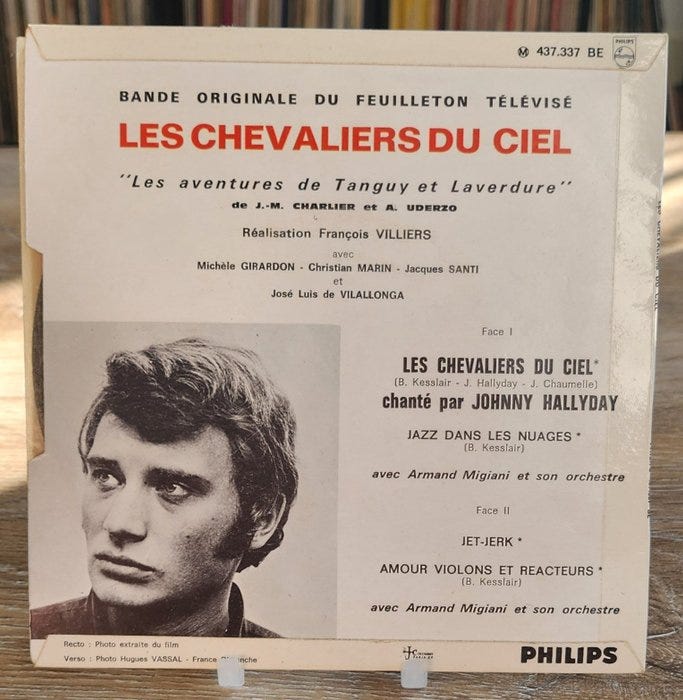 Ⓜ 437.337 BE PHILIPS
BANDE ORIGINALE DU FEUILLETON TÉLÉVISÉ
LES CHEVALIERS DU CIEL
"Les aventures de Tanguy et Laverdure"
de J.-M. CHARLIER et A. UDERZO
Réalisation François VILLIERS
avec
Michèle GIRARDON - Christian MARIN - Jacques SANTI
et
José Luis de VILALLONGA
Face I
LES CHEVALIERS DU CIEL*
(B. Kesslair - J. Hallyday - J. Chaumelle)
chanté par JOHNNY HALLYDAY
JAZZ DANS LES NUAGES *
(B. Kesslair)
avec Armand Migiani et son orchestre
Face II
JET-JERK *
AMOUR VIOLONS ET REACTEURS *
(B. Kesslair)
avec Armand Migiani et son orchestre
Recto : Photo extraite du film
Verso : Photo Hugues VASSAL - France
PHILIPS